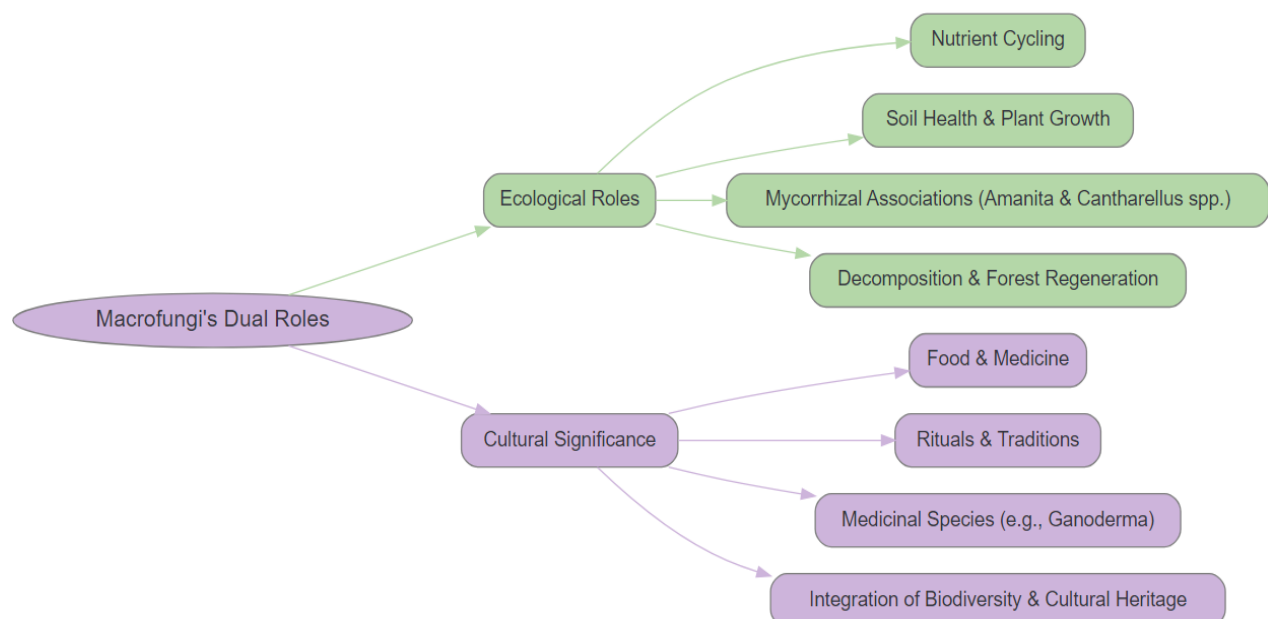 Nutrient Cycling
Soil Health & Plant Growth
Ecological Roles
Mycorrhizal Associations (Amanita & Cantharellus spp.)
Decomposition & Forest Regeneration
Macrofungi's Dual Roles
Food & Medicine
Cultural Significance
Rituals & Traditions
Medicinal Species (e.g., Ganoderma)
Integration of Biodiversity & Cultural Heritage